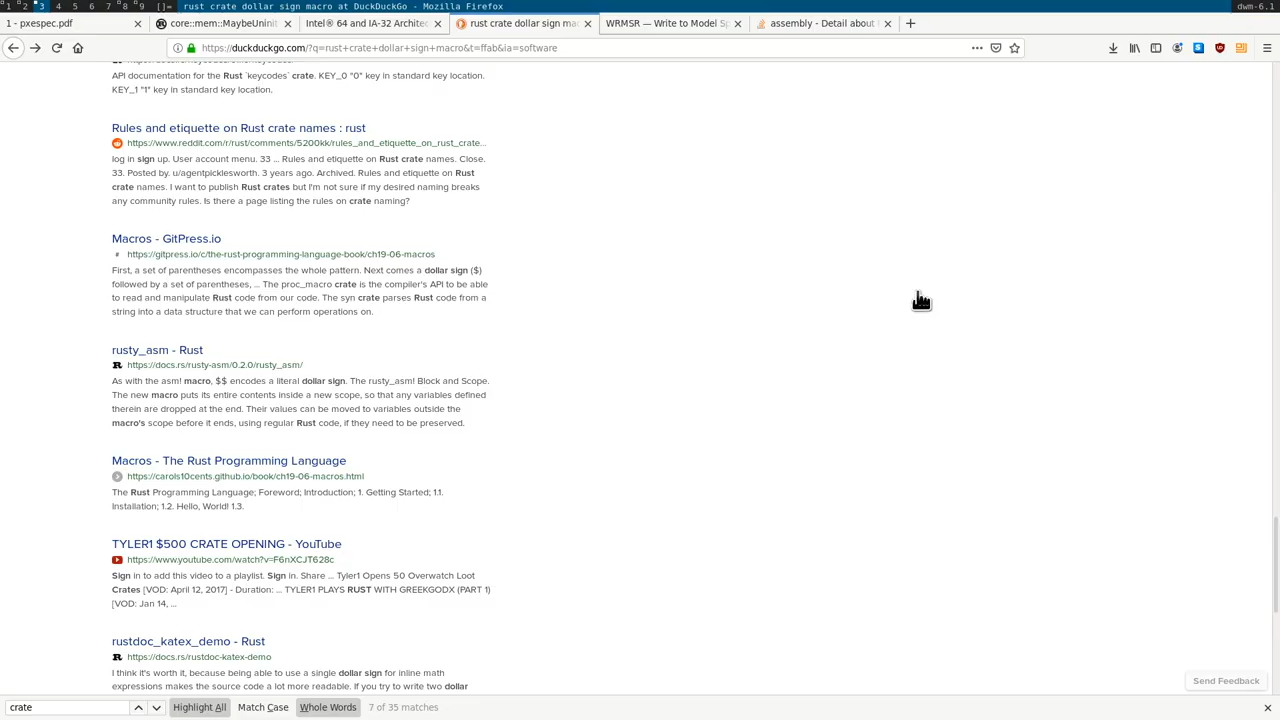 1 2 3 4 5 6 7 8 9 []= rust crate dollar sign macro at DuckDuckGo - Mozilla Firefox dwm-6.1
1 - pxespec.pdf core::mem::MaybeUninit Intel® 64 and IA-32 Architec rust crate dollar sign mac WRMSR — Write to Model Sp assembly - Detail about
https://duckduckgo.com/?q=rust+crate+dollar+sign+macro&t=ffab&ia=software
API documentation for the Rust `keycodes` crate. KEY_0 "0" key in standard key location.
KEY_1 "1" key in standard key location.
Rules and etiquette on Rust crate names : rust
https://www.reddit.com/r/rust/comments/5200kk/rules_and_etiquette_on_rust_crate...
log in sign up. User account menu. 33 ... Rules and etiquette on Rust crate names. Close.
33. Posted by. u/agentpicklesworth. 3 years ago. Archived. Rules and etiquette on Rust
crate names. I want to publish Rust crates but I'm not sure if my desired naming breaks
any community rules. Is there a page listing the rules on crate naming?
Macros - GitPress.io
https://gitpress.io/c/the-rust-programming-language-book/ch19-06-macros
First, a set of parentheses encompasses the whole pattern. Next comes a dollar sign ($)
followed by a set of parentheses, ... The proc_macro crate is the compiler's API to be able
to read and manipulate Rust code from our code. The syn crate parses Rust code from a
string into a data structure that we can perform operations on.
rusty_asm - Rust
https://docs.rs/rusty-asm/0.2.0/rusty_asm/
As with the asm! macro, $$ encodes a literal dollar sign. The rusty_asm! Block and Scope.
The new macro puts its entire contents inside a new scope, so that any variables defined
therein are dropped at the end. Their values can be moved to variables outside the
macro's scope before it ends, using regular Rust code, if they need to be preserved.
Macros - The Rust Programming Language
https://carols10cents.github.io/book/ch19-06-macros.html
The Rust Programming Language; Foreword; Introduction; 1. Getting Started; 1.1.
Installation; 1.2. Hello, World! 1.3.
TYLER1 $500 CRATE OPENING - YouTube
https://www.youtube.com/watch?v=F6nXCJT628c
Sign in to add this video to a playlist. Sign in. Share ... Tyler1 Opens 50 Overwatch Loot
Crates [VOD: April 12, 2017] - Duration: ... TYLER1 PLAYS RUST WITH GREEKGODX (PART 1)
[VOD: Jan 14, ...
rustdoc_katex_demo - Rust
https://docs.rs/rustdoc-katex-demo
I think it's worth it, because being able to use a single dollar sign for inline math
expressions makes the source code a lot more readable. If you try to write two dollar
Send Feedback
crate Highlight All Match Case Whole Words 7 of 35 matches